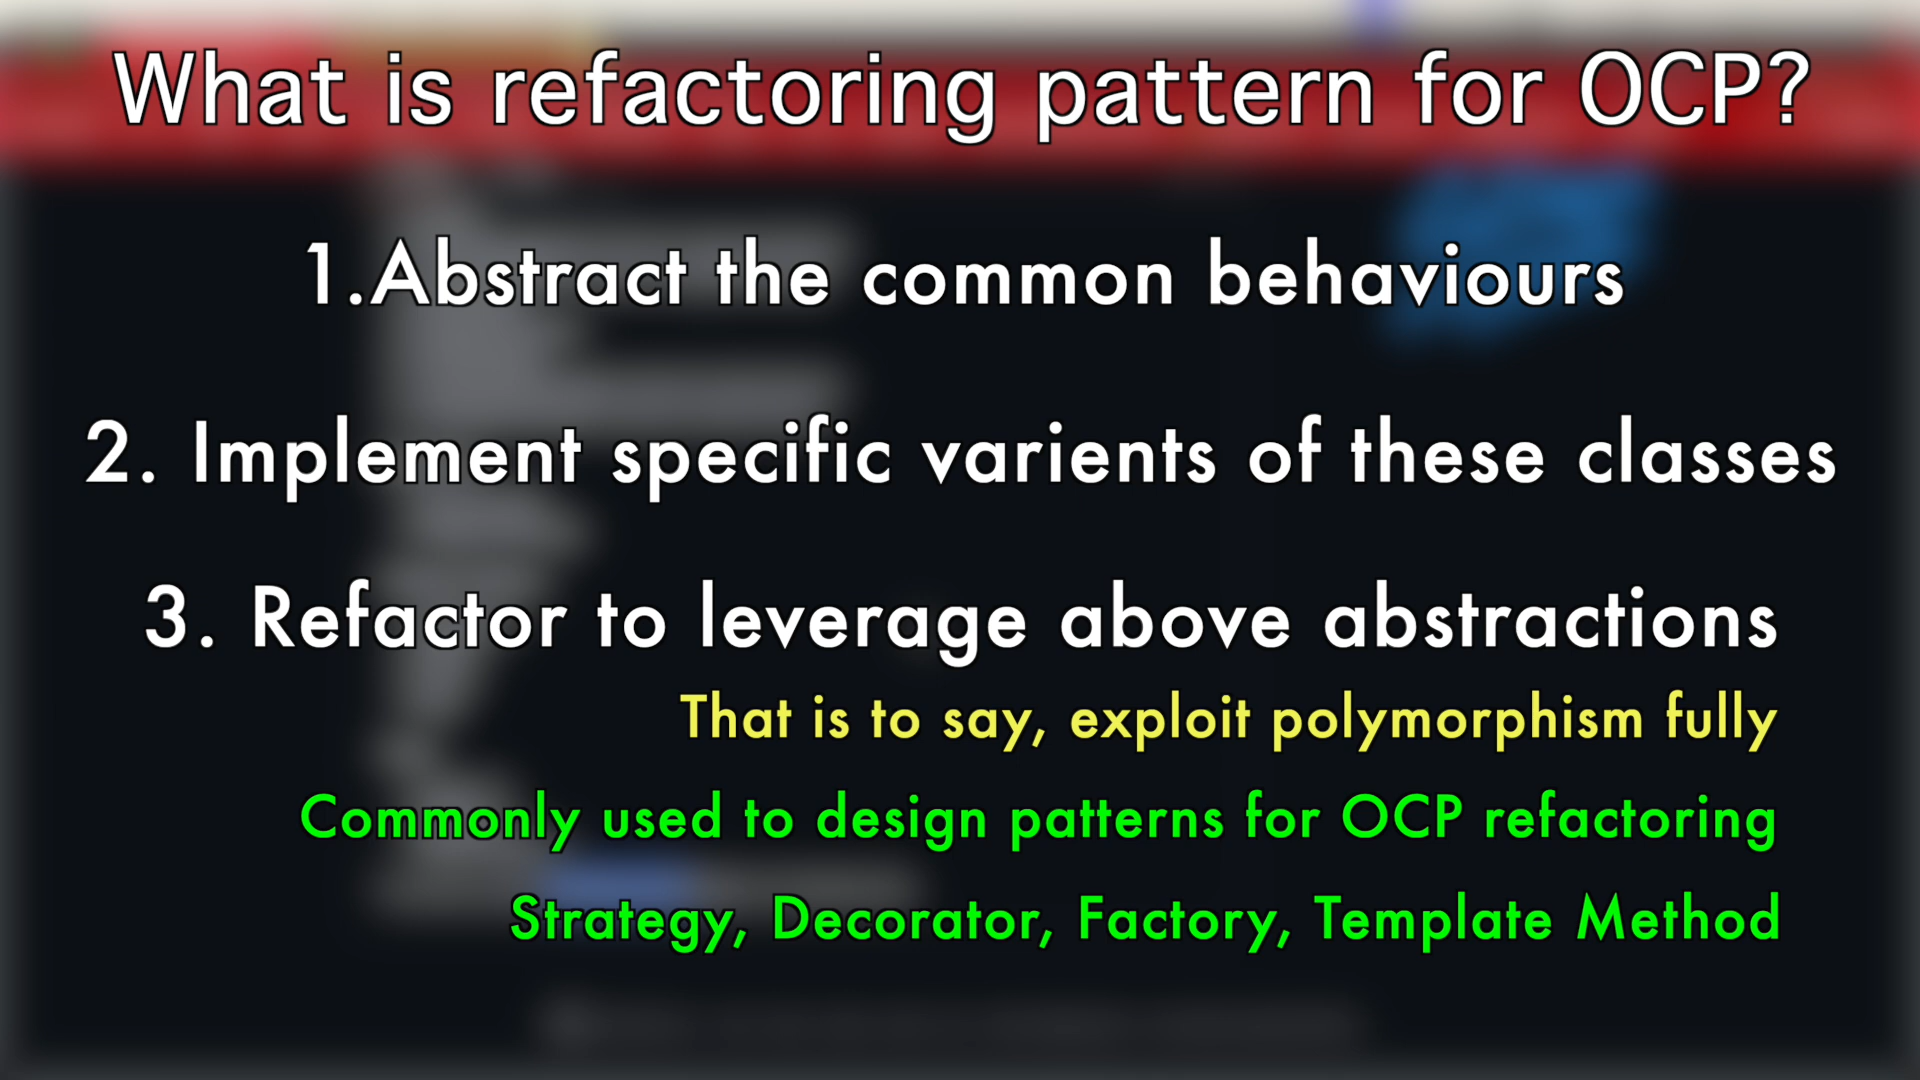 What is refactoring pattern for OCP?
1.Abstract the common behaviours
2. Implement specific varients of these classes
3. Refactor to leverage above abstractions
That is to say, exploit polymorphism fully
Commonly used to design patterns for OCP refactoring
Strategy, Decorator, Factory, Template Method